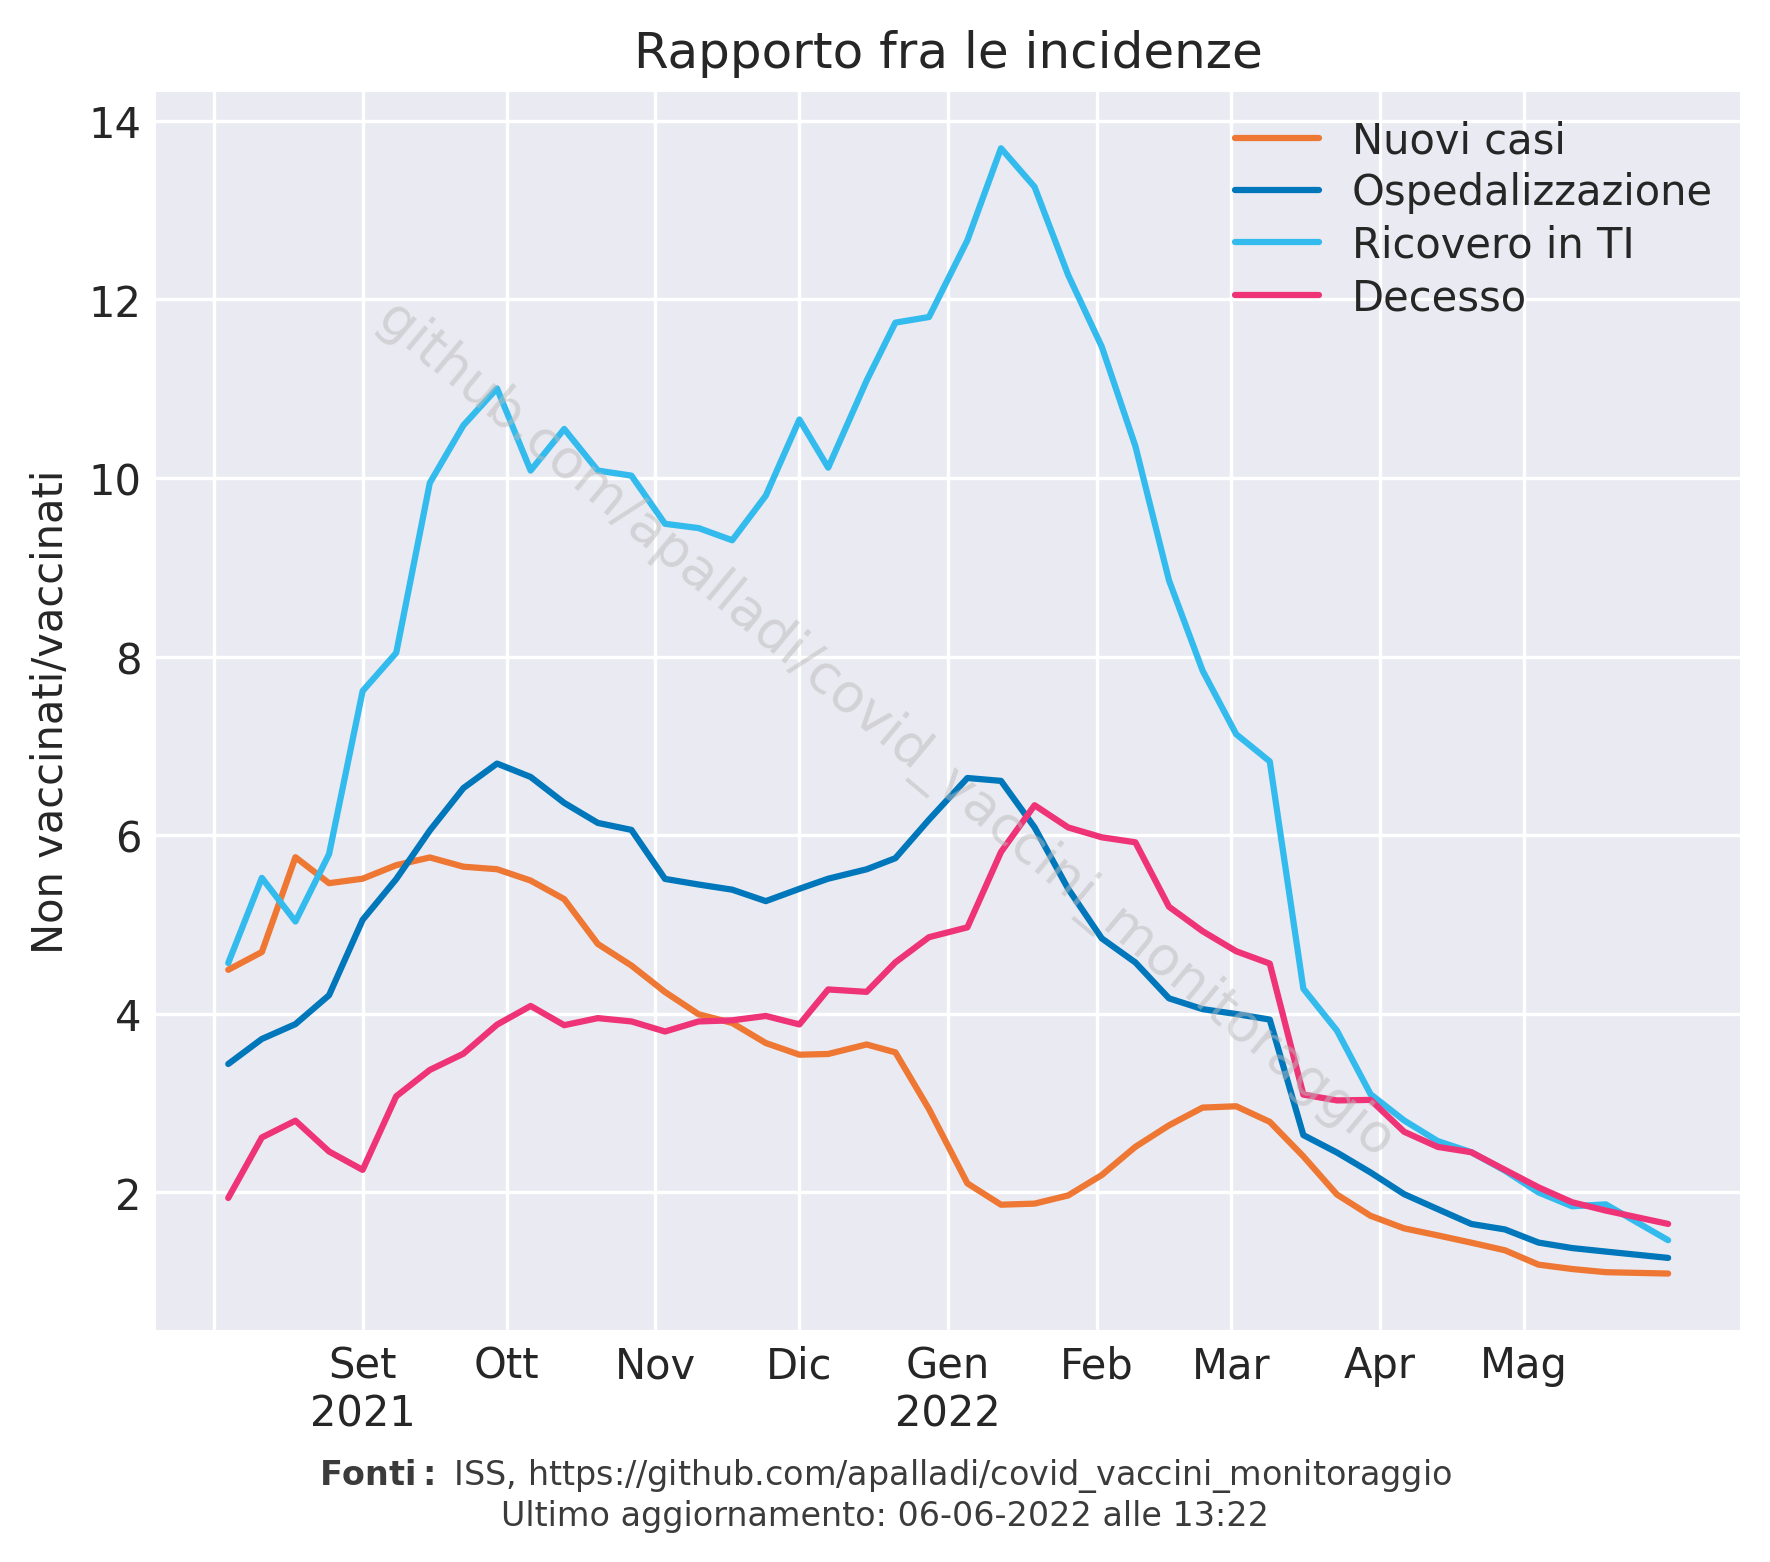 Rapporto fra le incidenze
Non vaccinati/vaccinati
14
12
10
8
6
4
2
Nuovi casi
Ospedalizzazione
Ricovero in TI
Decesso
github.com/apalladi/covid_vaccini_monitoraggio
Set Ott Nov Dic Gen Feb Mar Apr Mag
2021 2022
Fonti: ISS, https://github.com/apalladi/covid_vaccini_monitoraggio
Ultimo aggiornamento: 06-06-2022 alle 13:22